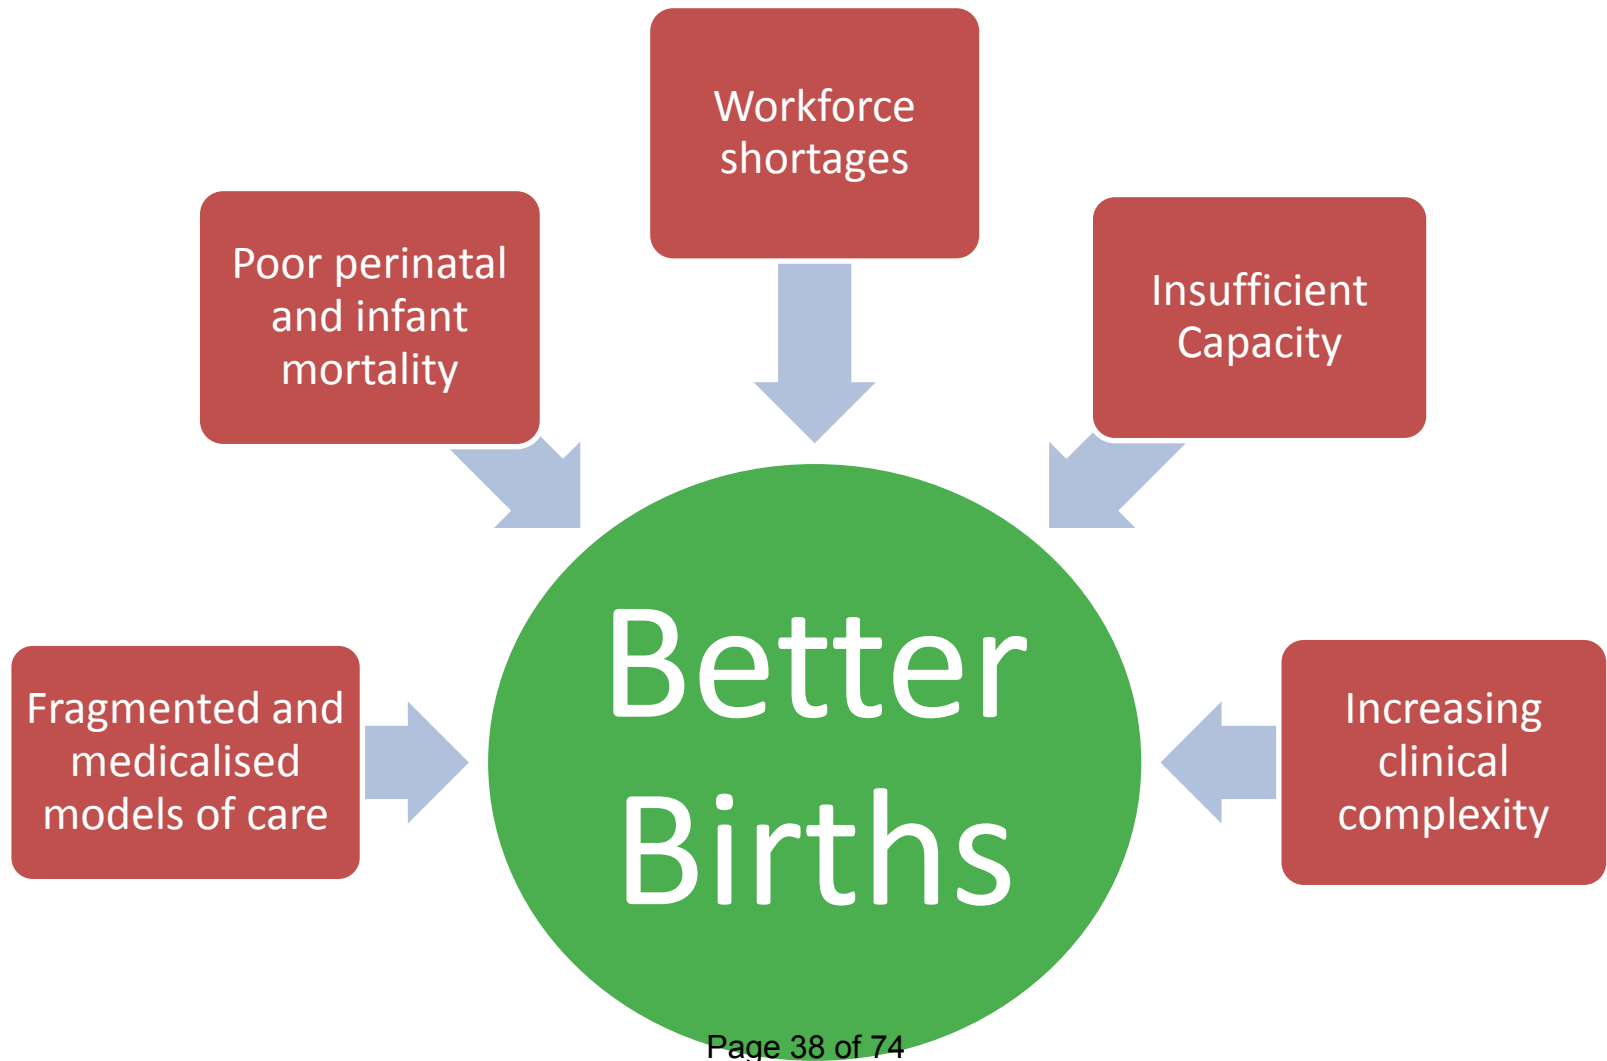 Workforce
shortages
Poor perinatal
and infant
mortality
Insufficient
Capacity
Fragmented and
medicalised
models of care
Better
Births
Increasing
clinical
complexity
Page 38 of 74